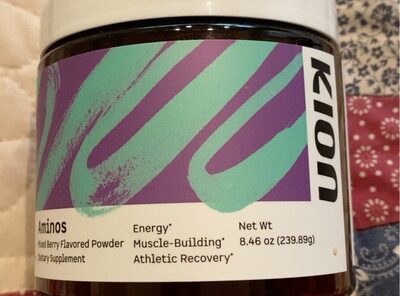 KION
Aminos
Mixed Berry Flavored Powder
Dietary Supplement
Energy*
Muscle-Building*
Athletic Recovery*
Net Wt
8.46 oz (239.89g)